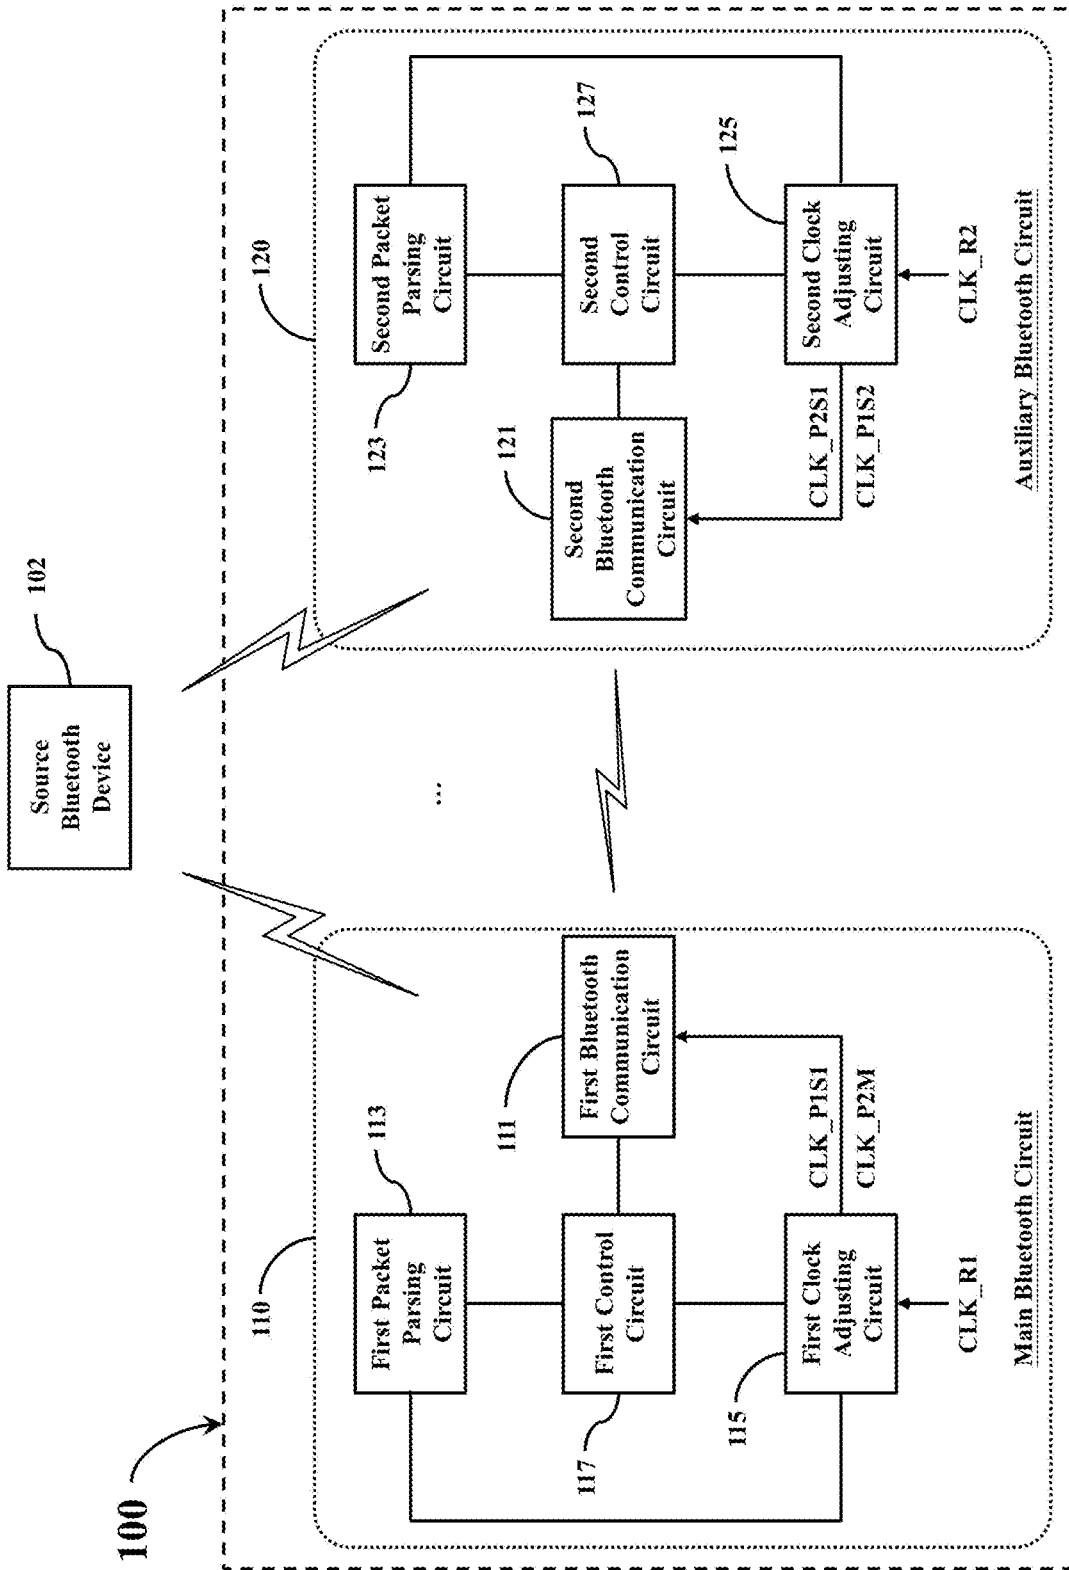 100
Source
Bluetooth
Device
102
110
First Packet
Parsing
Circuit
113
First Control
Circuit
117
First Bluetooth
Communication
Circuit
111
First Clock
Adjusting
Circuit
115
CLK_P1S1
CLK_P2M
CLK_R1
Main Bluetooth Circuit
...
120
Second Packet
Parsing
Circuit
123
Second
Bluetooth
Communication
Circuit
121
Second
Control
Circuit
127
Second Clock
Adjusting
Circuit
125
CLK_P2S1
CLK_P1S2
CLK_R2
Auxiliary Bluetooth Circuit